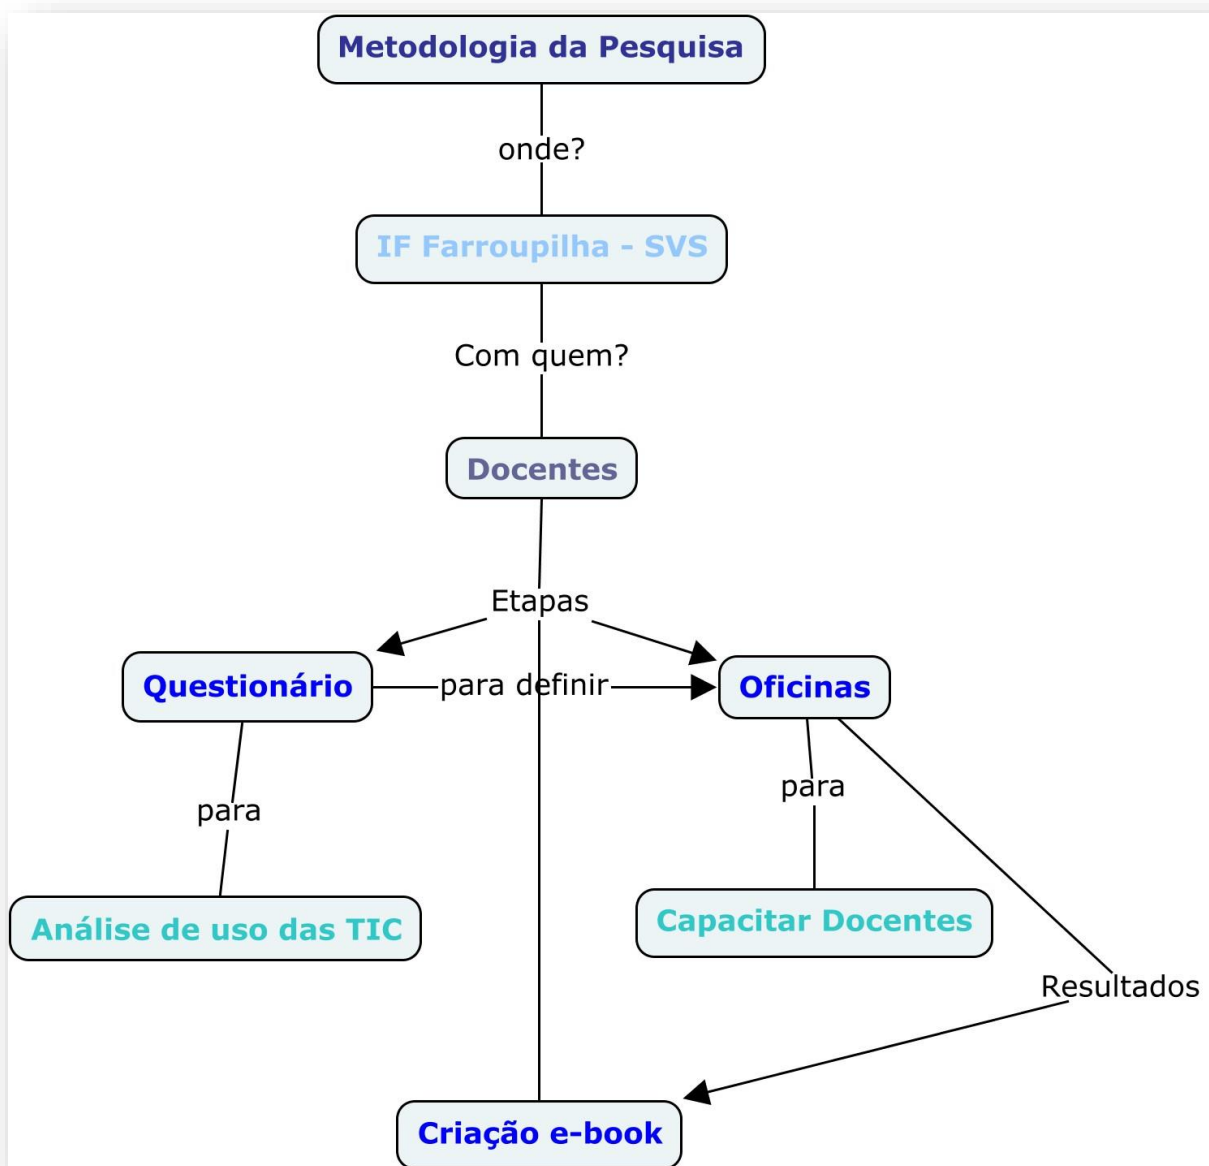 Metodologia da Pesquisa
onde?
IF Farroupilha - SVS
Com quem?
Docentes
Etapas
Questionário
para definir
Oficinas
para
para
Análise de uso das TIC
Capacitar Docentes
Resultados
Criação e-book